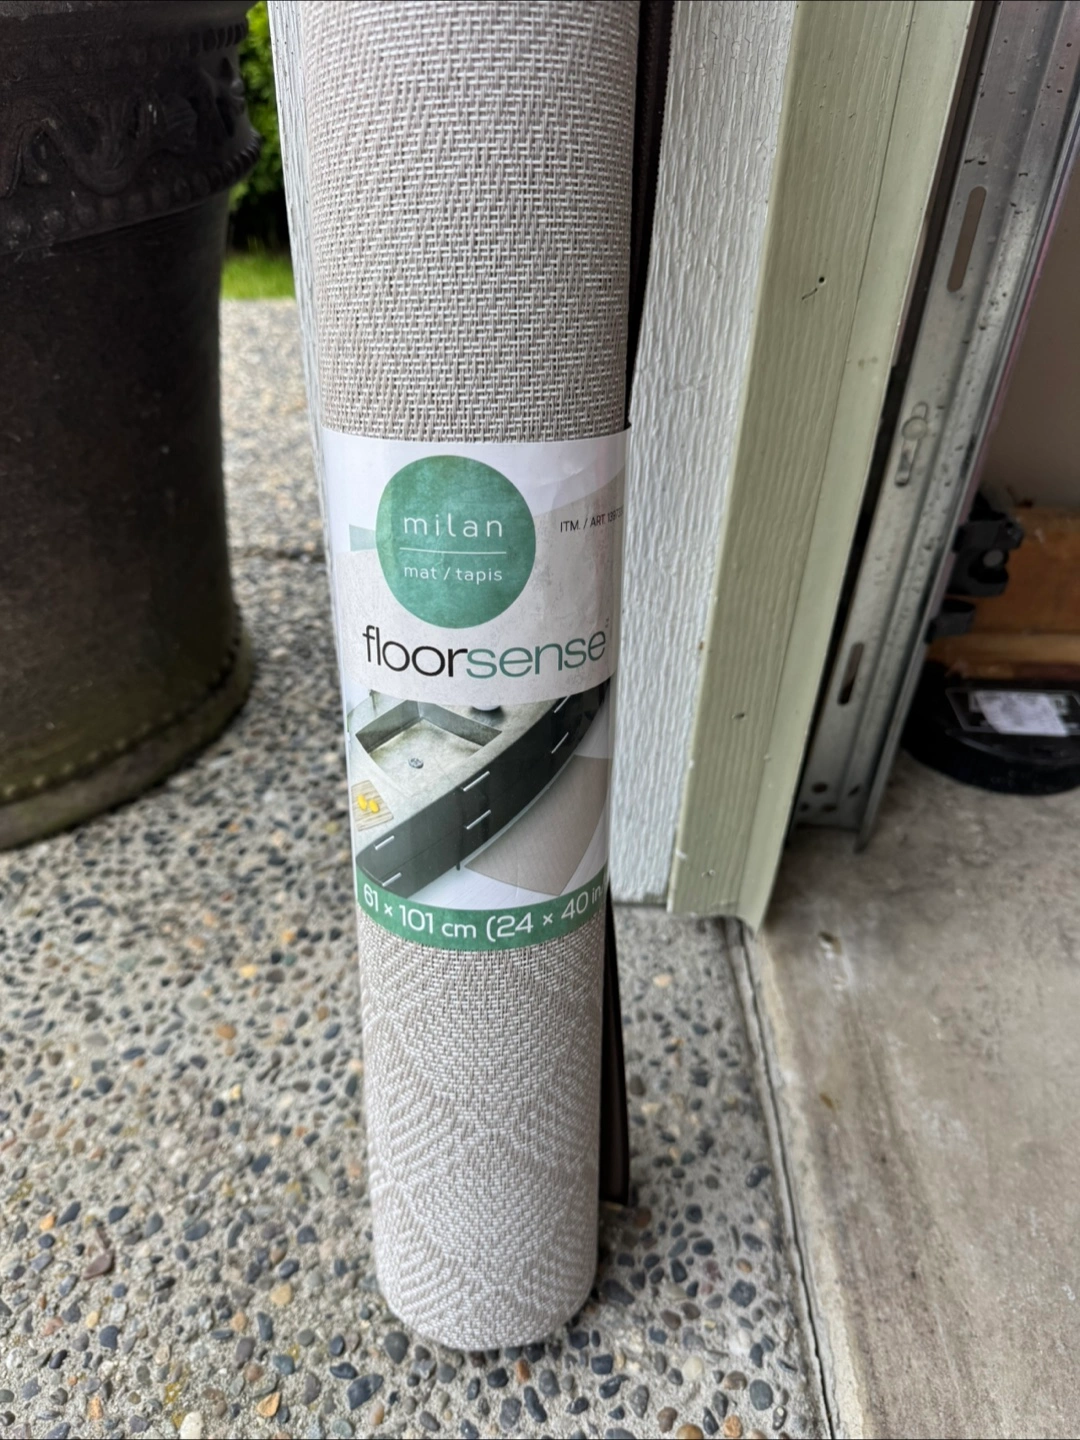 milan
mat / tapis
ITM. / ART.
floorsense
61 × 101 cm (24 × 40 in